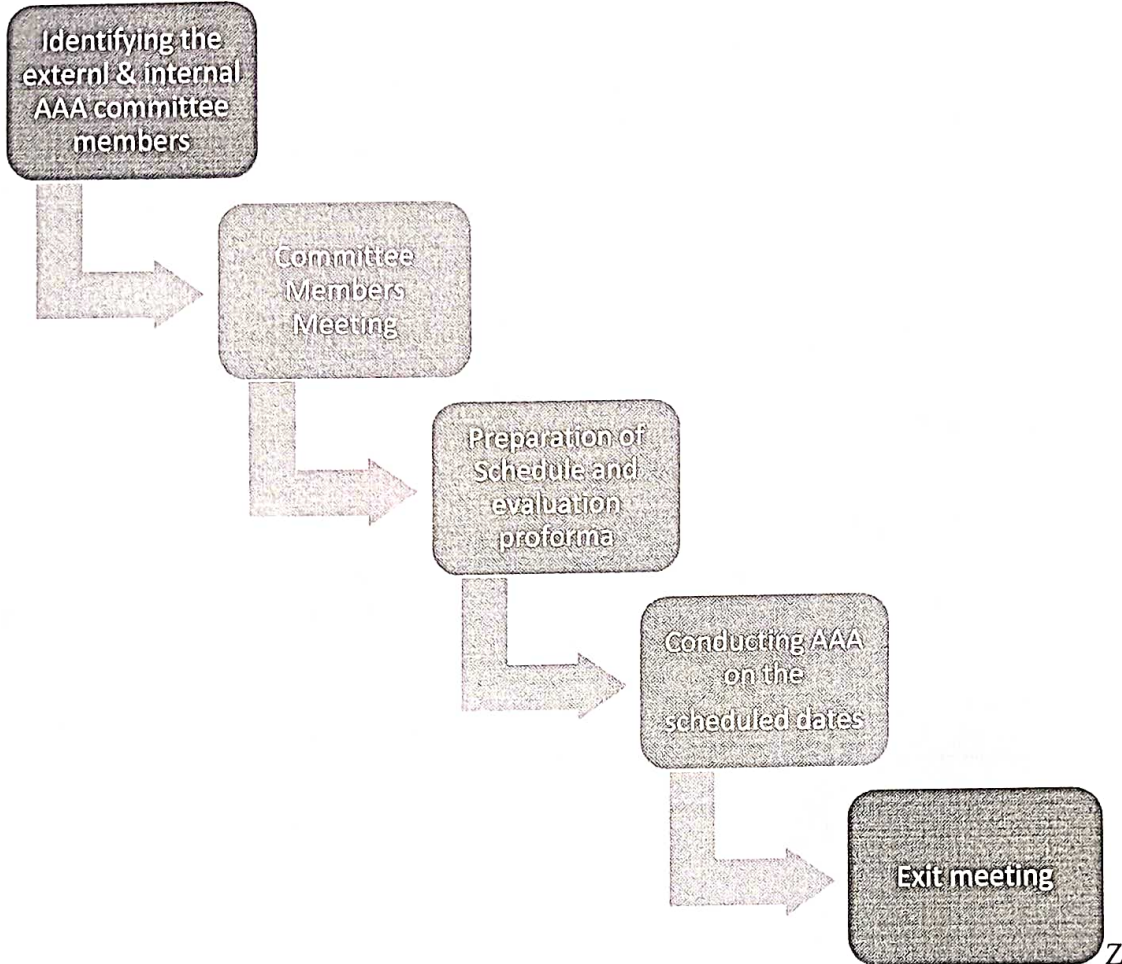 Identifying the
externl & internal
AAA committee
members
Committee
Members
Meeting
Preparation of
Schedule and
evaluation
proforma
Conducting AAA
on the
scheduled dates
Exit meeting
Z